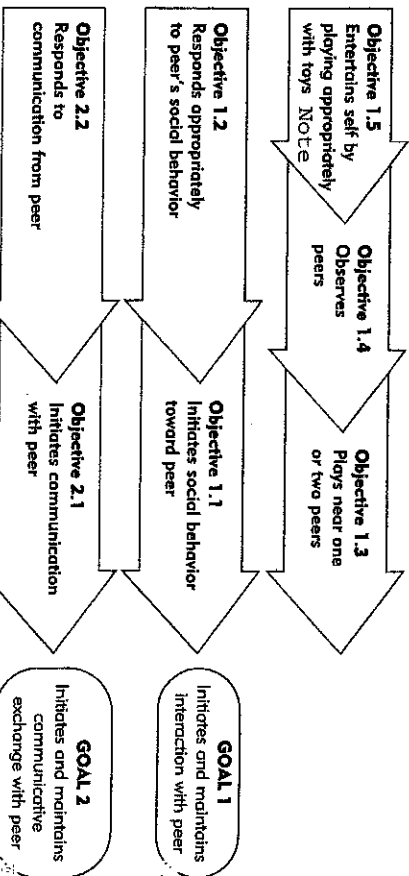 Objective 1.5
Entertains self by
playing appropriately
with toys Note
Objective 1.4
Observes
peers
Objective 1.3
Plays near one
or two peers
Objective 1.2
Responds appropriately
to peer's social behavior
Objective 1.1
Initiates social behavior
toward peer
GOAL 1
Initiates and maintains
interaction with peer
Objective 2.2
Responds to
communication from peer
Objective 2.1
Initiates communication
with peer
GOAL 2
Initiates and maintains
communicative
exchange with peer